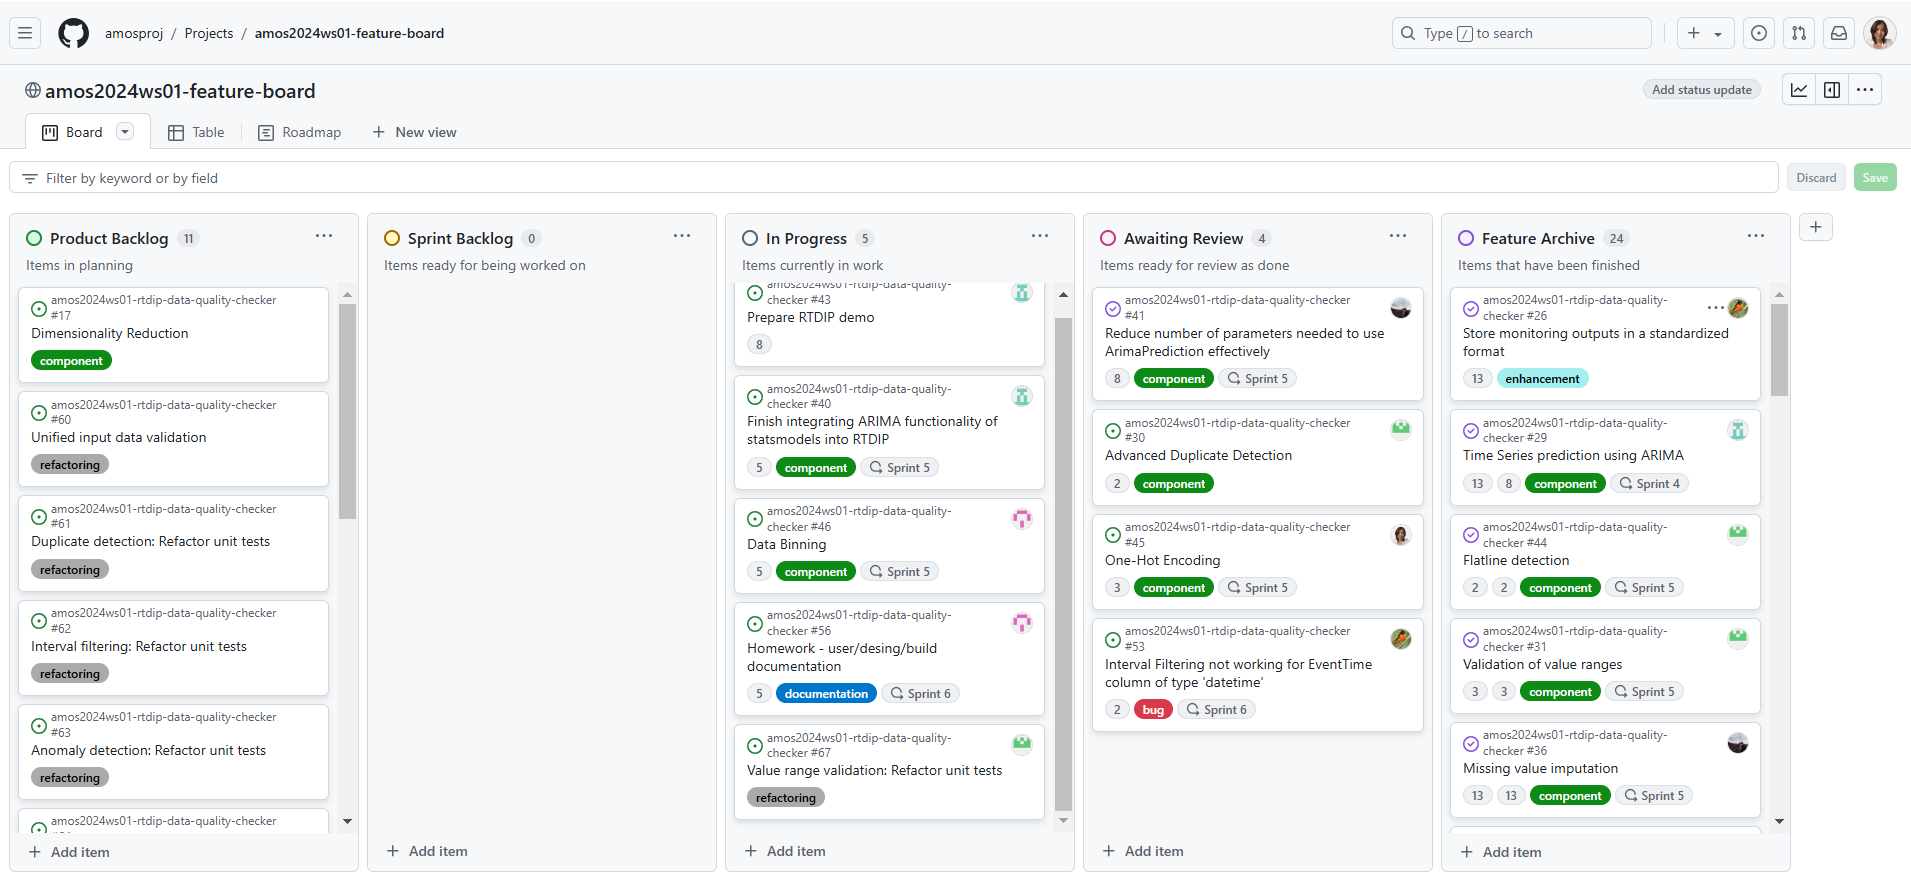 amosproj / Projects / amos2024ws01-feature-board
Type / to search
amos2024ws01-feature-board
Add status update
Board
Table
Roadmap
New view
Filter by keyword or by field
Discard
Save
Product Backlog 11
Items in planning
amos2024ws01-rtdip-data-quality-checker
#17
Dimensionality Reduction
component
amos2024ws01-rtdip-data-quality-checker
#60
Unified input data validation
refactoring
amos2024ws01-rtdip-data-quality-checker
#61
Duplicate detection: Refactor unit tests
refactoring
amos2024ws01-rtdip-data-quality-checker
#62
Interval filtering: Refactor unit tests
refactoring
amos2024ws01-rtdip-data-quality-checker
#63
Anomaly detection: Refactor unit tests
refactoring
amos2024ws01-rtdip-data-quality-checker
Add item
Sprint Backlog 0
Items ready for being worked on
Add item
In Progress 5
Items currently in work
amos2024ws01-rtdip-data-quality-
checker #43
Prepare RTDIP demo
8
amos2024ws01-rtdip-data-quality-
checker #40
Finish integrating ARIMA functionality of
statsmodels into RTDIP
5 component Sprint 5
amos2024ws01-rtdip-data-quality-
checker #46
Data Binning
5 component Sprint 5
amos2024ws01-rtdip-data-quality-
checker #56
Homework - user/desing/build
documentation
5 documentation Sprint 6
amos2024ws01-rtdip-data-quality-
checker #67
Value range validation: Refactor unit tests
refactoring
Add item
Awaiting Review 4
Items ready for review as done
amos2024ws01-rtdip-data-quality-checker
#41
Reduce number of parameters needed to use
ArimaPrediction effectively
8 component Sprint 5
amos2024ws01-rtdip-data-quality-checker
#30
Advanced Duplicate Detection
2 component
amos2024ws01-rtdip-data-quality-checker
#45
One-Hot Encoding
3 component Sprint 5
amos2024ws01-rtdip-data-quality-checker
#53
Interval Filtering not working for EventTime
column of type 'datetime'
2 bug Sprint 6
Add item
Feature Archive 24
Items that have been finished
amos2024ws01-rtdip-data-quality-
checker #26
Store monitoring outputs in a standardized
format
13 enhancement
amos2024ws01-rtdip-data-quality-
checker #29
Time Series prediction using ARIMA
13 8 component Sprint 4
amos2024ws01-rtdip-data-quality-
checker #44
Flatline detection
2 2 component Sprint 5
amos2024ws01-rtdip-data-quality-
checker #31
Validation of value ranges
3 3 component Sprint 5
amos2024ws01-rtdip-data-quality-
checker #36
Missing value imputation
13 13 component Sprint 5
Add item